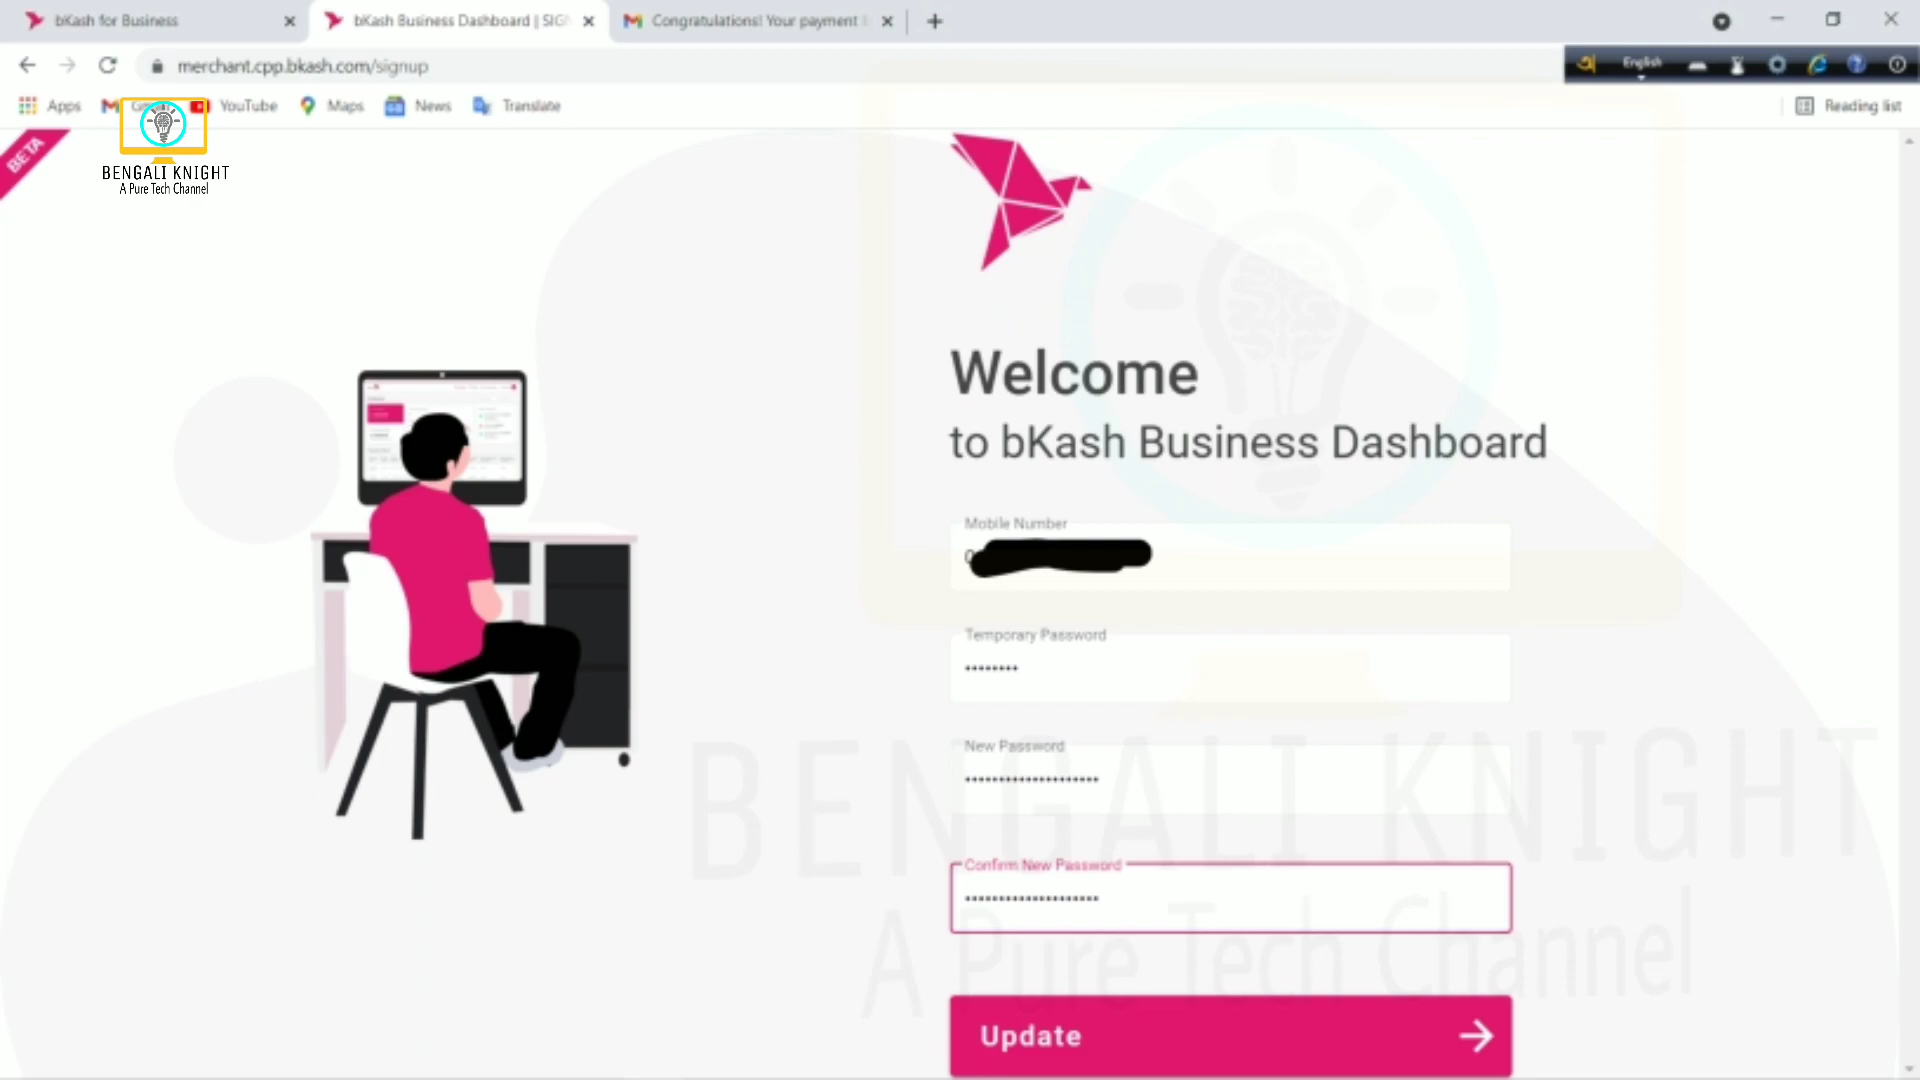 bKash for Business
bKash Business Dashboard | SIG
Congratulations! Your payment
merchant.cpp.bkash.com/signup
English
Apps
Gmail
YouTube
Maps
News
Translate
Reading list
BETA
BENGALI KNIGHT
A Pure Tech Channel
Welcome
to bKash Business Dashboard
Mobile Number
0
Temporary Password
••••••••
New Password
••••••••••••••••••••
Confirm New Password
••••••••••••••••••••
BENGALI KNIGHT
A Pure Tech Channel
Update